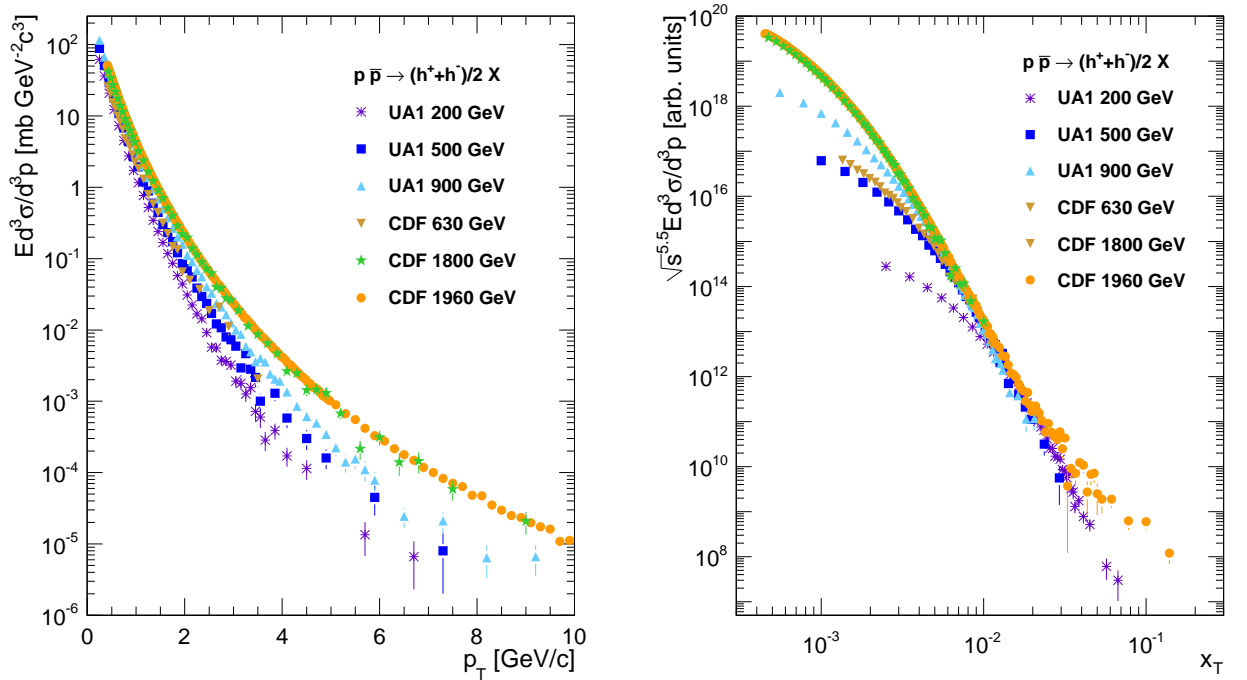 Ed³σ/d³p [mb GeV⁻²c³]
10²
10
1
10⁻¹
10⁻²
10⁻³
10⁻⁴
10⁻⁵
10⁻⁶
0 2 4 6 8 10
p_T [GeV/c]
p p̅ → (h⁺+h⁻)/2 X
UA1 200 GeV
UA1 500 GeV
UA1 900 GeV
CDF 630 GeV
CDF 1800 GeV
CDF 1960 GeV
√s^5.5 Ed³σ/d³p [arb. units]
10²⁰
10¹⁸
10¹⁶
10¹⁴
10¹²
10¹⁰
10⁸
10⁻³ 10⁻² 10⁻¹
x_T
p p̅ → (h⁺+h⁻)/2 X
UA1 200 GeV
UA1 500 GeV
UA1 900 GeV
CDF 630 GeV
CDF 1800 GeV
CDF 1960 GeV